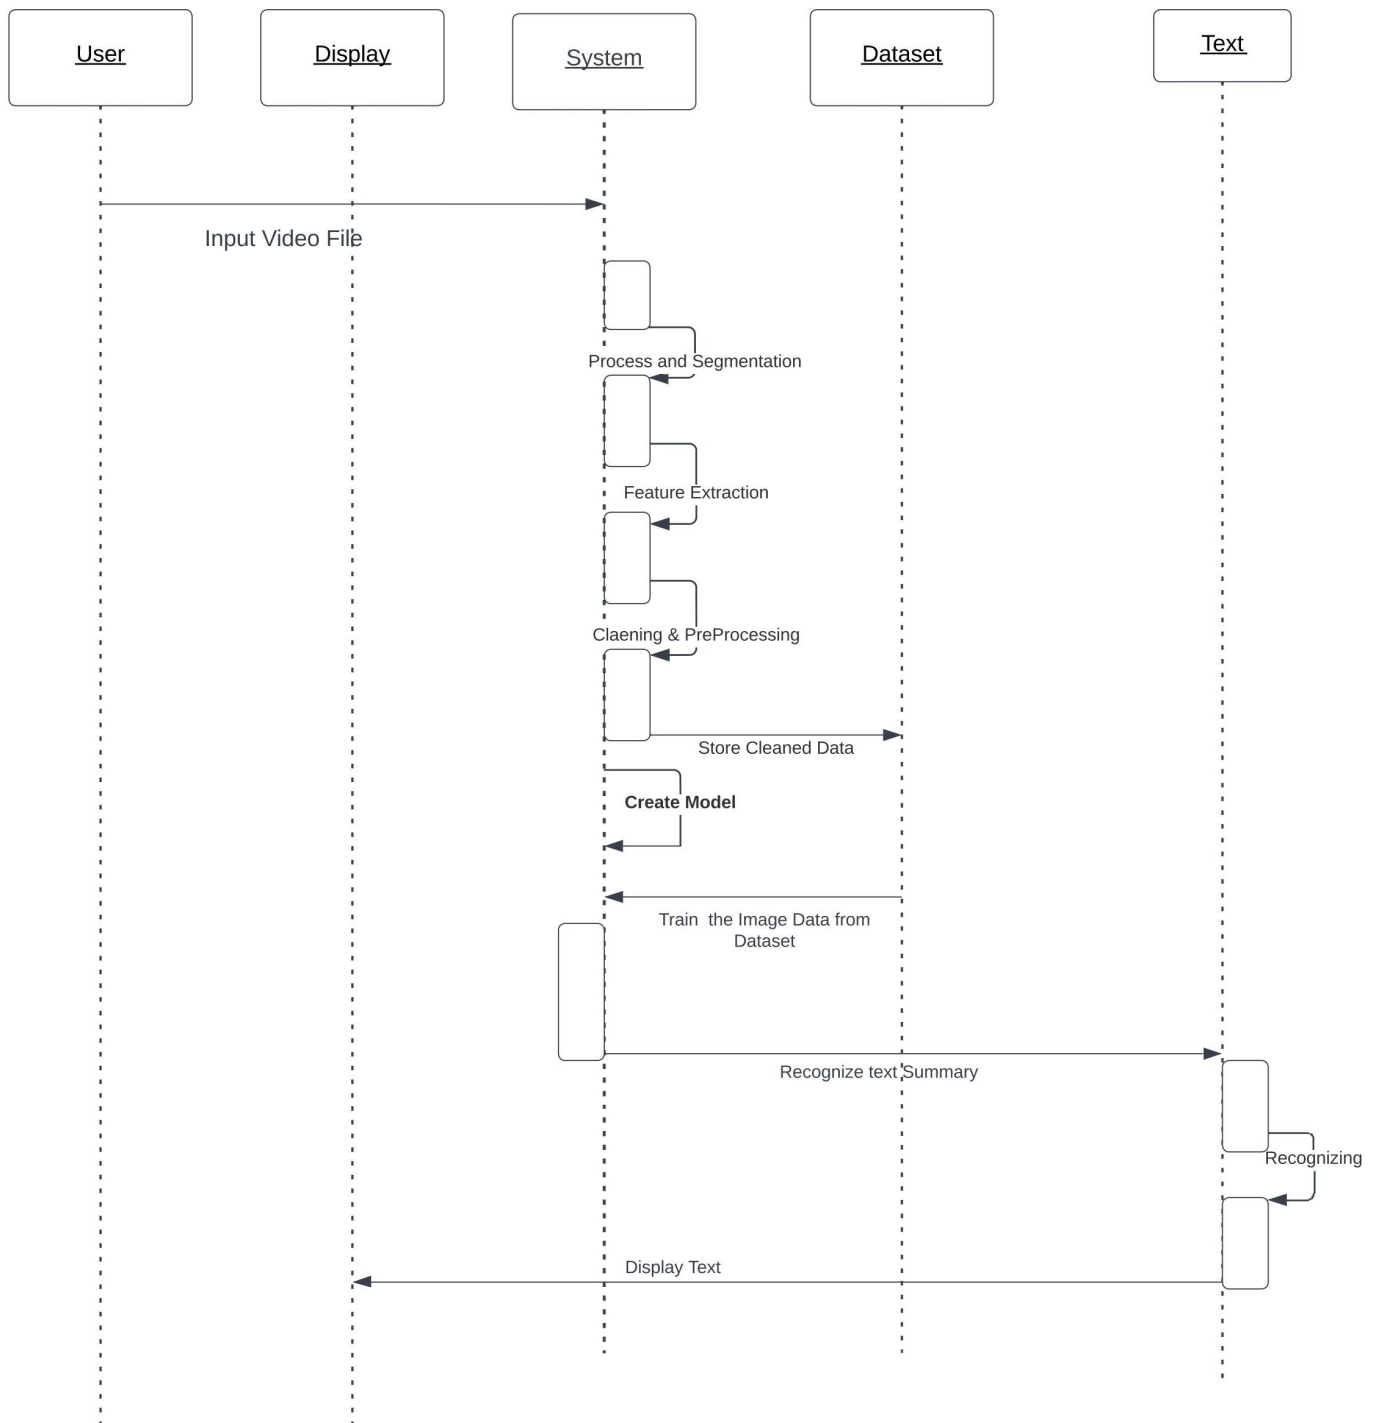 User
Display
System
Dataset
Text
Input Video File
Process and Segmentation
Feature Extraction
Claening & PreProcessing
Store Cleaned Data
Create Model
Train  the Image Data from
Dataset
Recognize text Summary
Recognizing
Display Text